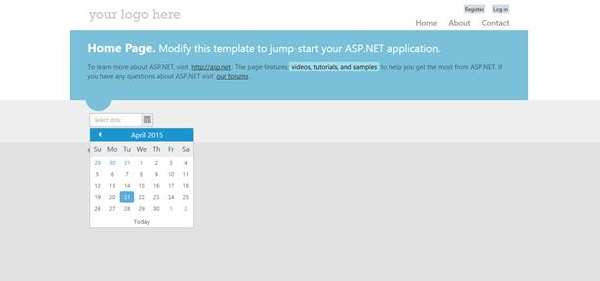 your logo here
Register Log in
Home About Contact
Home Page. Modify this template to jump-start your ASP.NET application.
To learn more about ASP.NET, visit http://asp.net. The page features videos, tutorials, and samples to help you get the most from ASP.NET. If
you have any questions about ASP.NET visit our forums.
Select date
April 2015
Su Mo Tu We Th Fr Sa
29 30 31 1 2 3 4
5 6 7 8 9 10 11
12 13 14 15 16 17 18
19 20 21 22 23 24 25
26 27 28 29 30 1 2
Today